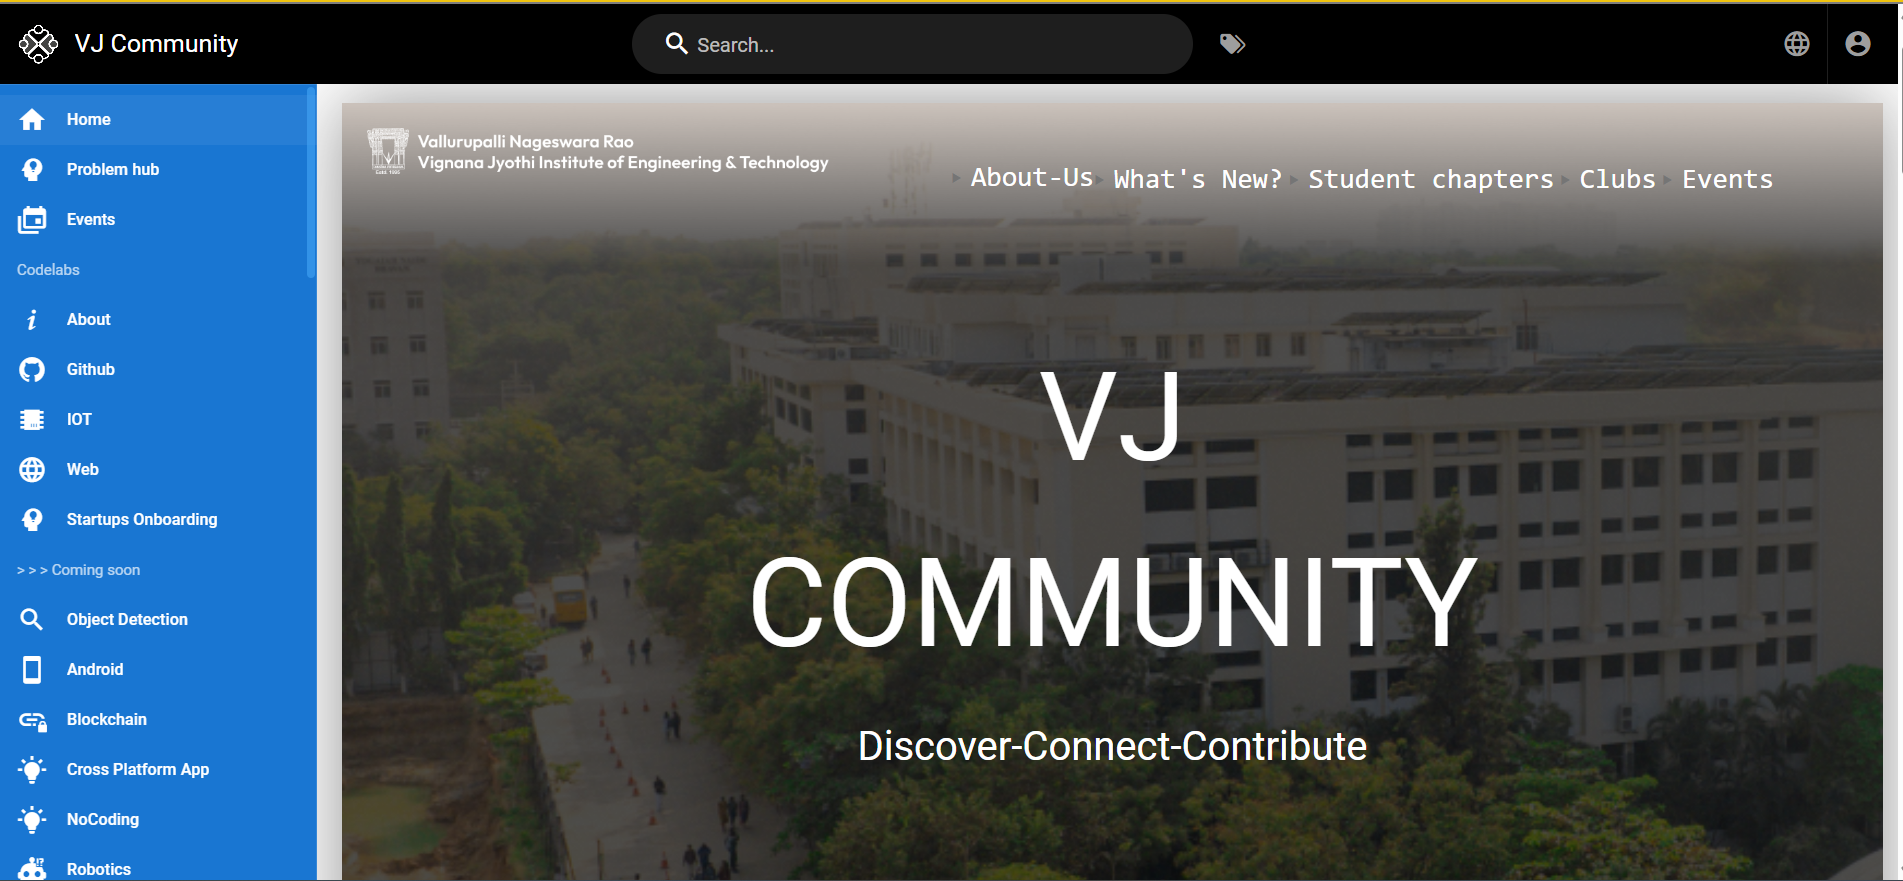 VJ Community
Search...
Home
Problem hub
Events
Codelabs
About
Github
IOT
Web
Startups Onboarding
> > > Coming soon
Object Detection
Android
Blockchain
Cross Platform App
NoCoding
Robotics
Vallurupalli Nageswara Rao
Vignana Jyothi Institute of Engineering & Technology
Estd. 1995
About-Us What's New? Student chapters Clubs Events
VJ
COMMUNITY
Discover-Connect-Contribute